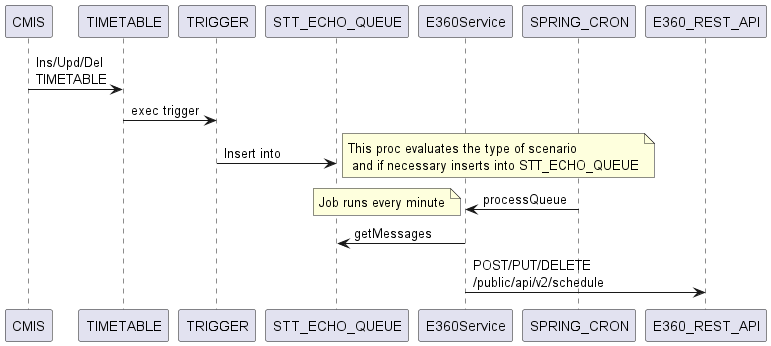 CMIS
TIMETABLE
TRIGGER
STT_ECHO_QUEUE
E360Service
SPRING_CRON
E360_REST_API
Ins/Upd/Del
TIMETABLE
exec trigger
Insert into
This proc evaluates the type of scenario
and if necessary inserts into STT_ECHO_QUEUE
Job runs every minute
processQueue
getMessages
POST/PUT/DELETE
/public/api/v2/schedule
CMIS
TIMETABLE
TRIGGER
STT_ECHO_QUEUE
E360Service
SPRING_CRON
E360_REST_API